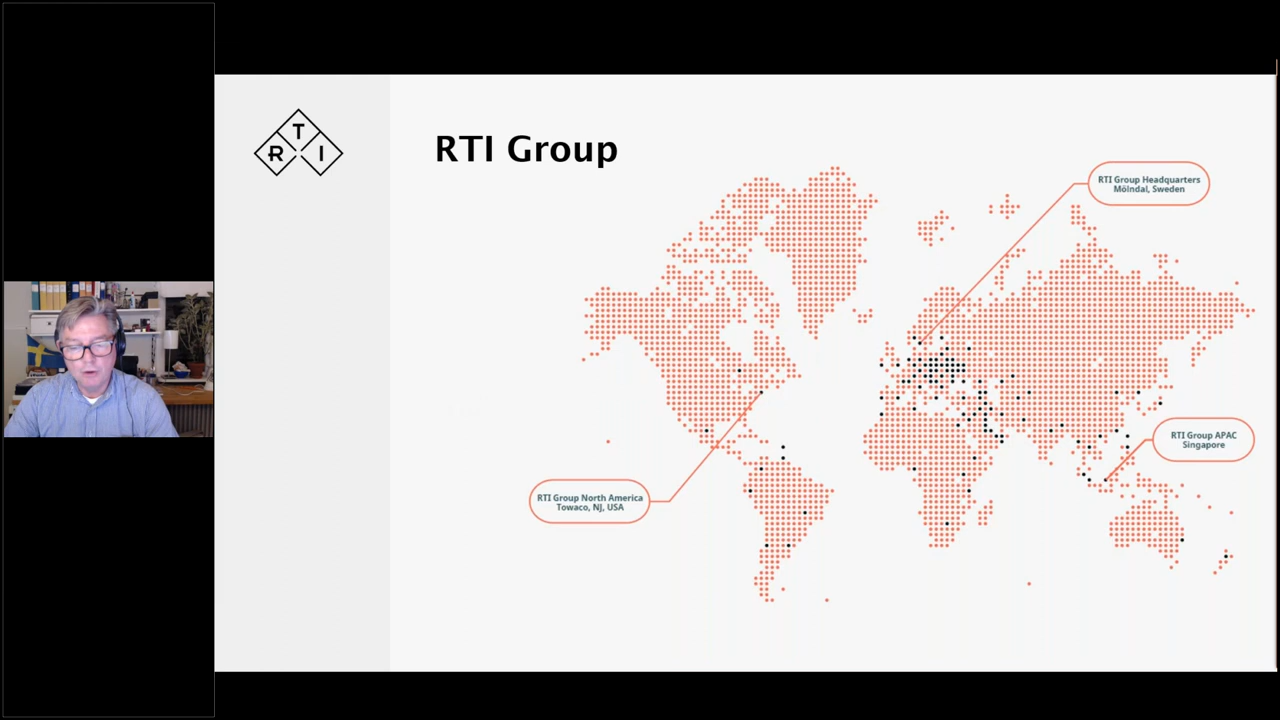 T
R I
RTI Group
RTI Group Headquarters
Mölndal, Sweden
RTI Group APAC
Singapore
RTI Group North America
Towaco, NJ, USA